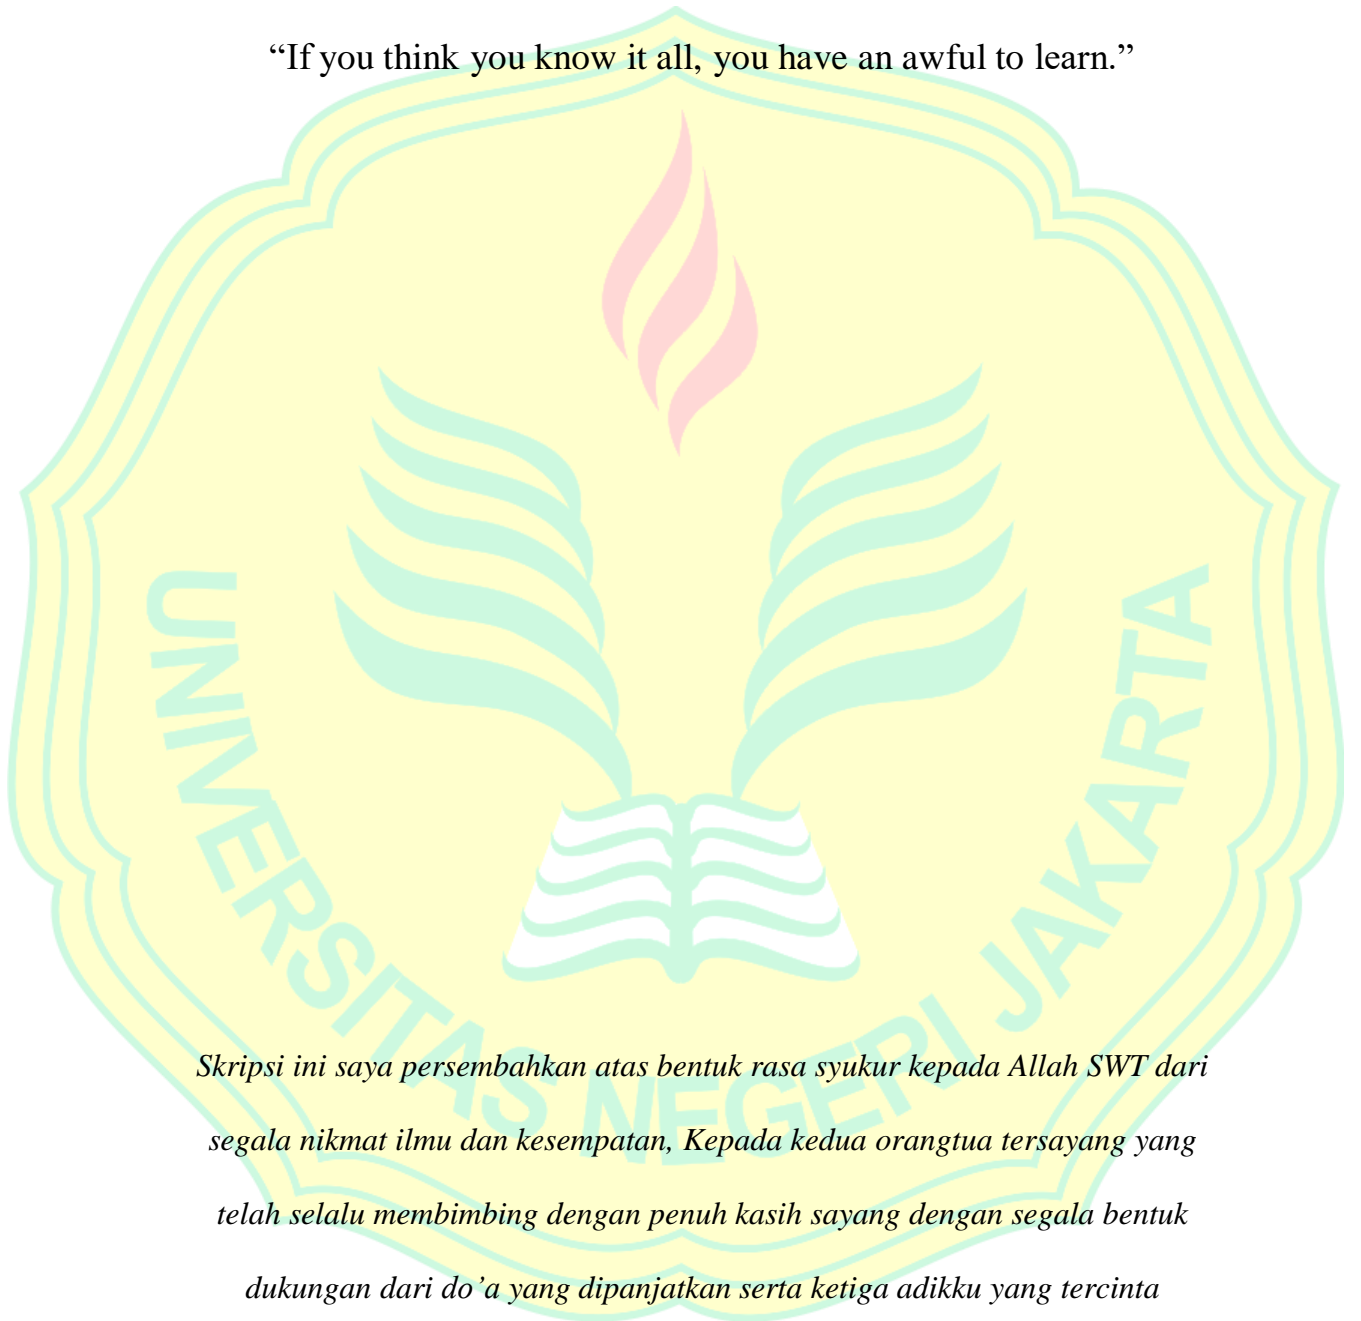 “If you think you know it all, you have an awful to learn.”
UNIVERSITAS NEGERI JAKARTA
Skripsi ini saya persembahkan atas bentuk rasa syukur kepada Allah SWT dari
segala nikmat ilmu dan kesempatan, Kepada kedua orangtua tersayang yang
telah selalu membimbing dengan penuh kasih sayang dengan segala bentuk
dukungan dari do’a yang dipanjatkan serta ketiga adikku yang tercinta